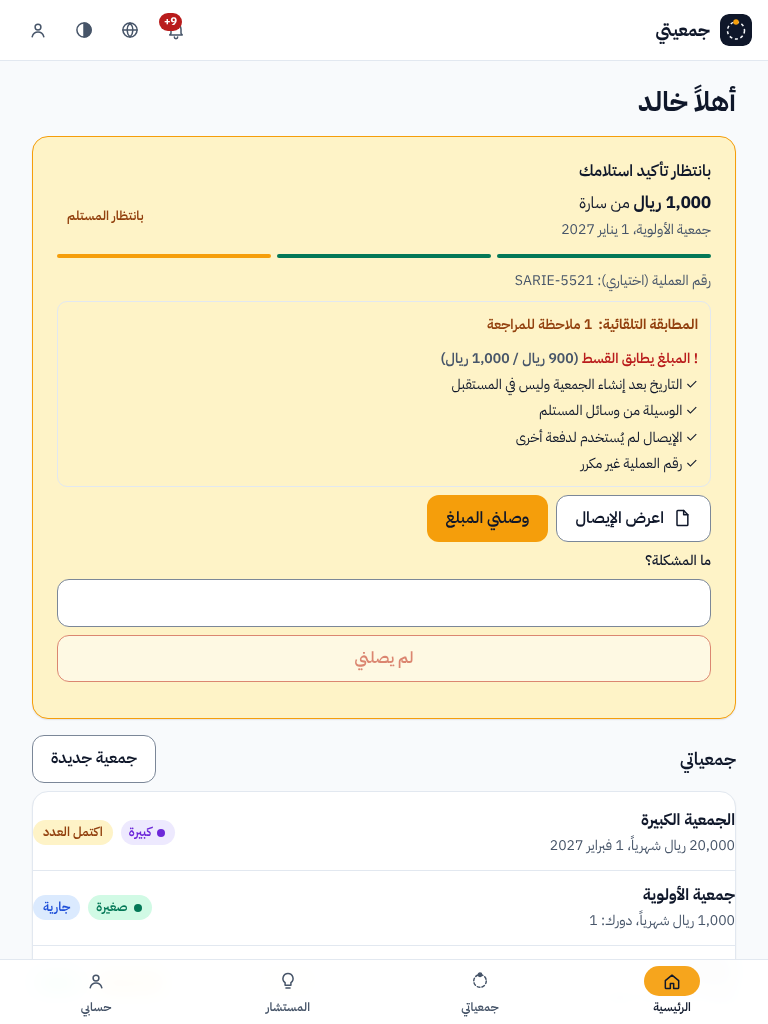 جمعيتي
+9
أهلاً خالد
بانتظار تأكيد استلامك
1,000 ريال من سارة
جمعية الأولوية، 1 يناير 2027
بانتظار المستلم
رقم العملية (اختياري): SARIE-5521
المطابقة التلقائية: 1 ملاحظة للمراجعة
! المبلغ يطابق القسط (900 ريال / 1,000 ريال)
✓ التاريخ بعد إنشاء الجمعية وليس في المستقبل
✓ الوسيلة من وسائل المستلم
✓ الإيصال لم يُستخدم لدفعة أخرى
✓ رقم العملية غير مكرر
اعرض الإيصال
وصلني المبلغ
ما المشكلة؟
لم يصلني
جمعياتي
جمعية جديدة
الجمعية الكبيرة
20,000 ريال شهرياً، 1 فبراير 2027
كبيرة
اكتمل العدد
جمعية الأولوية
1,000 ريال شهرياً، دورك: 1
صغيرة
جارية
الرئيسية
جمعياتي
المستشار
حسابي